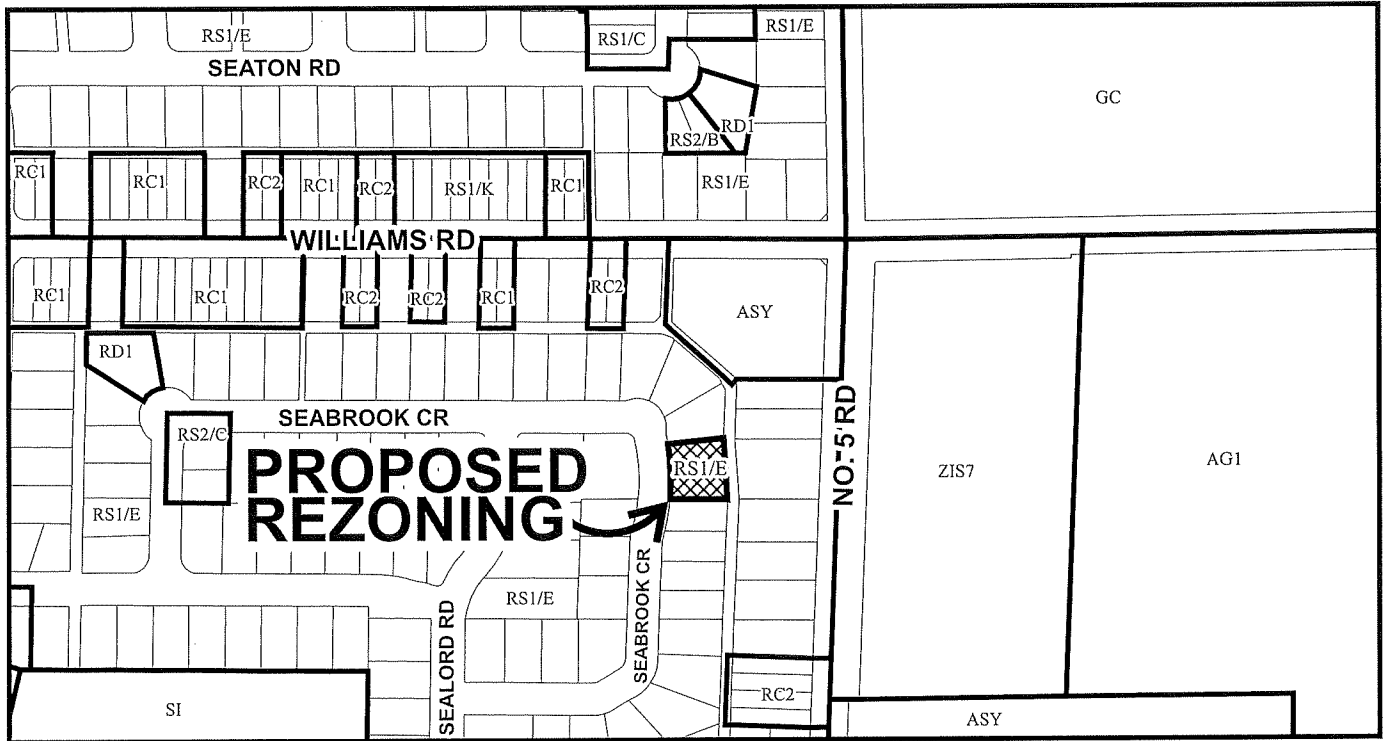 RS1/E
RS1/C
RS1/E
SEATON RD
GC
RD1
RS2/B
RC1
RC1
RC2
RC1
RC2
RS1/K
RC1
RS1/E
WILLIAMS RD
RC1
RC1
RC2
RC2
RC1
RC2
ASY
RD1
SEABROOK CR
NO. 5 RD
RS2/C
PROPOSED
REZONING
RS1/E
ZIS7
AG1
RS1/E
RS1/E
SEABROOK CR
SEALORD RD
RC2
SI
ASY